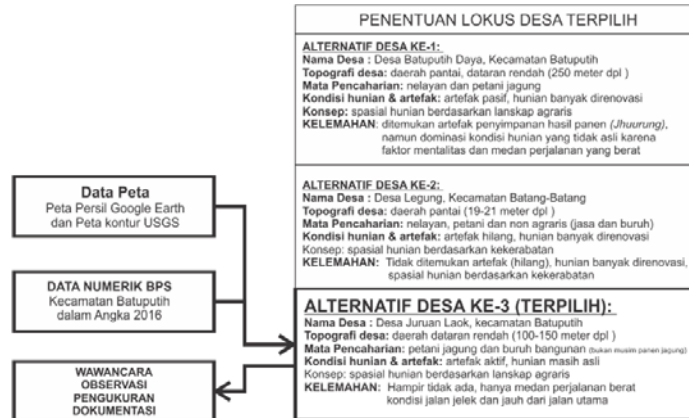 PENENTUAN LOKUS DESA TERPILIH
ALTERNATIF DESA KE-1:
Nama Desa : Desa Batuputih Daya, Kecamatan Batuputih
Topografi desa: daerah pantai, dataran rendah (250 meter dpl )
Mata Pencaharian: nelayan dan petani jagung
Kondisi hunian & artefak: artefak pasif, hunian banyak direnovasi
Konsep: spasial hunian berdasarkan lanskap agraris
KELEMAHAN: ditemukan artefak penyimpanan hasil panen (Jhuurung),
namun dominasi kondisi hunian yang tidak asli karena
faktor mentalitas dan medan perjalanan yang berat
ALTERNATIF DESA KE-2:
Nama Desa : Desa Legung, Kecamatan Batang-Batang
Topografi desa: daerah pantai (19-21 meter dpl )
Mata Pencaharian: nelayan, petani dan non agraris (jasa dan buruh)
Kondisi hunian & artefak: artefak hilang, hunian banyak direnovasi
Konsep: spasial hunian berdasarkan kekerabatan
KELEMAHAN: Tidak ditemukan artefak (hilang), hunian banyak direnovasi,
spasial hunian berdasarkan kekerabatan
ALTERNATIF DESA KE-3 (TERPILIH):
Nama Desa : Desa Juruan Laok, kecamatan Batuputih
Topografi desa: daerah dataran rendah (100-150 meter dpl )
Mata Pencaharian: petani jagung dan buruh bangunan (bukan musim panen jagung)
Kondisi hunian & artefak: artefak aktif, hunian masih asli
Konsep: spasial hunian berdasarkan lanskap agraris
KELEMAHAN: Hampir tidak ada, hanya medan perjalanan berat
kondisi jalan jelek dan jauh dari jalan utama
Data Peta
Peta Persil Google Earth
dan Peta kontur USGS
DATA NUMERIK BPS
Kecamatan Batuputih
dalam Angka 2016
WAWANCARA
OBSERVASI
PENGUKURAN
DOKUMENTASI